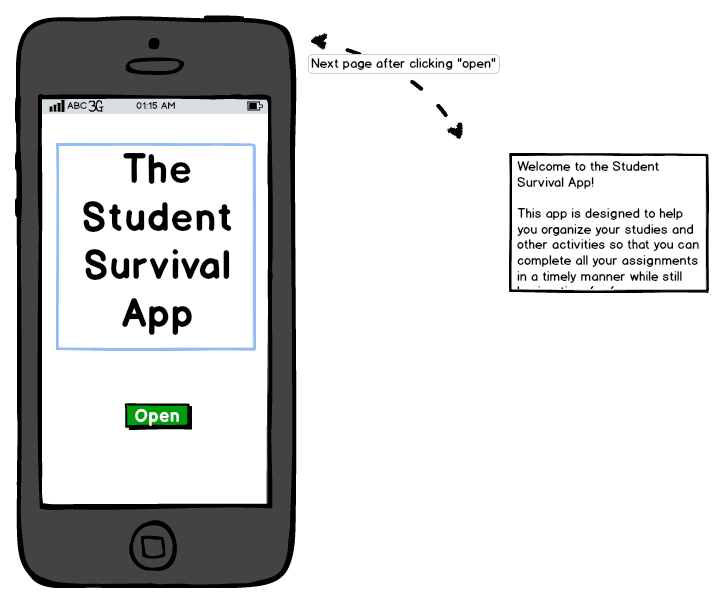 ABC 3G 01:15 AM
The
Student
Survival
App
Open
Next page after clicking "open"
Welcome to the Student
Survival App!
This app is designed to help
you organize your studies and
other activities so that you can
complete all your assignments
in a timely manner while still